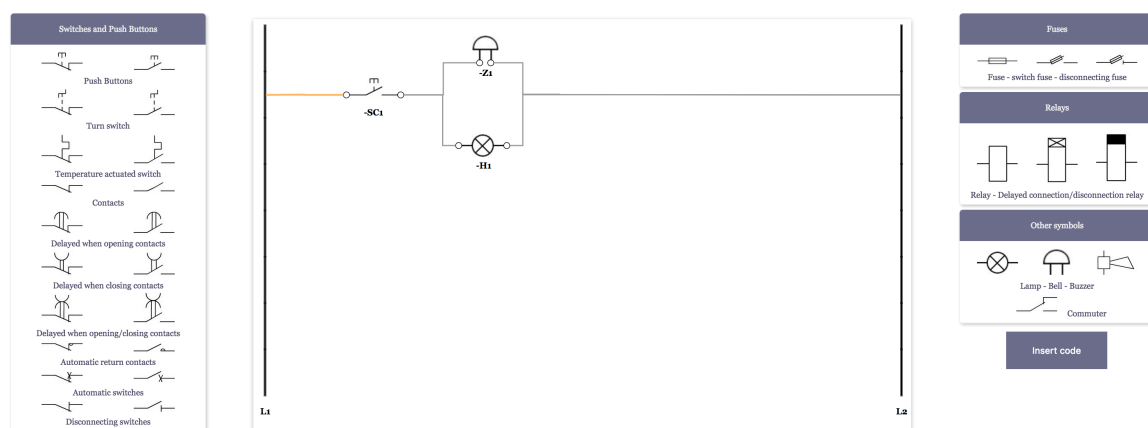 Switches and Push Buttons
Push Buttons
Turn switch
Temperature actuated switch
Contacts
Delayed when opening contacts
Delayed when closing contacts
Delayed when opening/closing contacts
Automatic return contacts
Automatic switches
Disconnecting switches
-Z1
-SC1
-H1
L1
L2
Fuses
Fuse - switch fuse - disconnecting fuse
Relays
Relay - Delayed connection/disconnection relay
Other symbols
Lamp - Bell - Buzzer
Commuter
Insert code